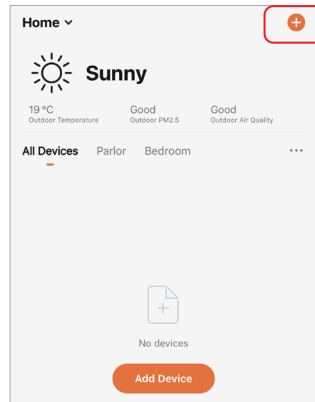 Home
Sunny
19 °C Good Good
Outdoor Temperature Outdoor PM2.5 Outdoor Air Quality
All Devices Parlor Bedroom ...
No devices
Add Device